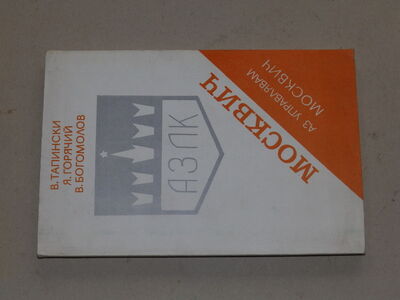 В. ТАПИНСКИ
Я. ГОРЯЧИЙ
В. БОГОМОЛОВ
АЗ УПРАВЛЯВАМ
МОСКВИЧ
МОСКВИЧ
АЗЛК